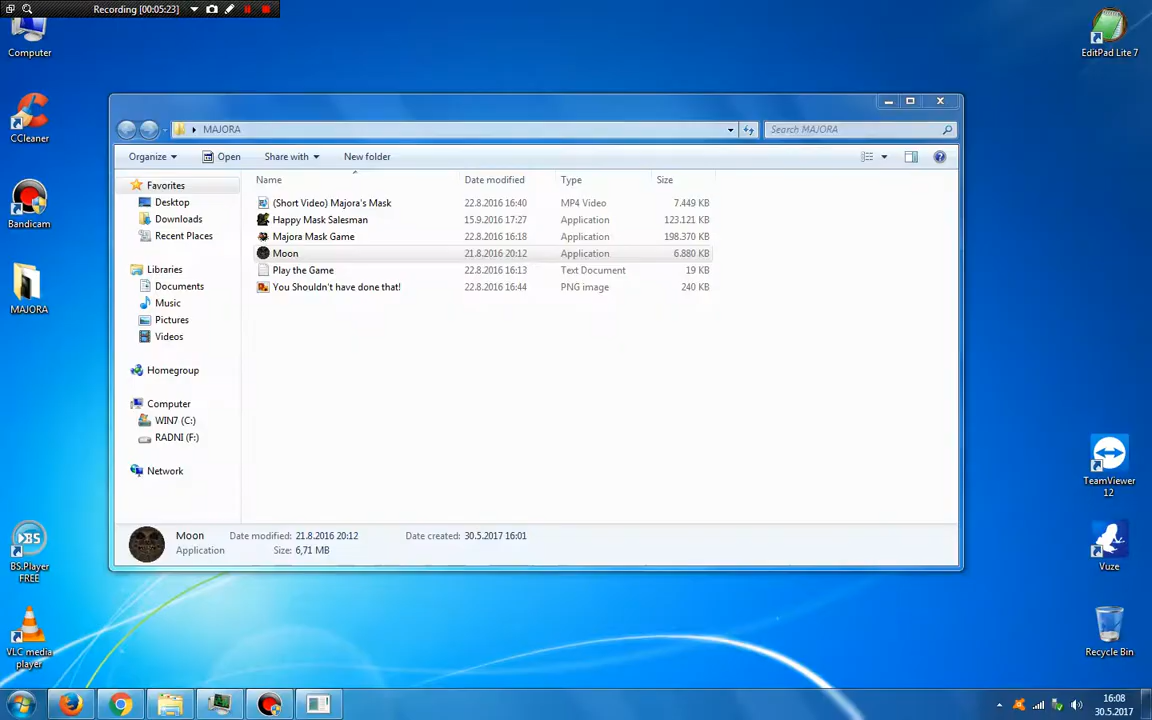 Recording [00:05:23]
Computer
EditPad Lite 7
CCleaner
Bandicam
MAJORA
BS.Player
FREE
VLC media
player
TeamViewer
12
Vuze
Recycle Bin
MAJORA
Search MAJORA
Organize
Open
Share with
New folder
Favorites
Desktop
Downloads
Recent Places
Libraries
Documents
Music
Pictures
Videos
Homegroup
Computer
WIN7 (C:)
RADNI (F:)
Network
Name Date modified Type Size
(Short Video) Majora's Mask 22.8.2016 16:40 MP4 Video 7.449 KB
Happy Mask Salesman 15.9.2016 17:27 Application 123.121 KB
Majora Mask Game 22.8.2016 16:18 Application 198.370 KB
Moon 21.8.2016 20:12 Application 6.880 KB
Play the Game 22.8.2016 16:13 Text Document 19 KB
You Shouldn't have done that! 22.8.2016 16:44 PNG image 240 KB
Moon Date modified: 21.8.2016 20:12 Date created: 30.5.2017 16:01
Application Size: 6,71 MB
16:08
30.5.2017